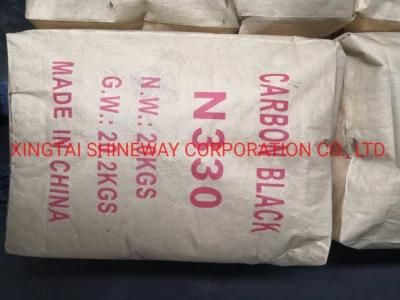 CARBON BLACK
N330
N.W.:
G.W.:
MADE IN CHINA
XINGTAI SHINEWAY CORPORATION CO., LTD.